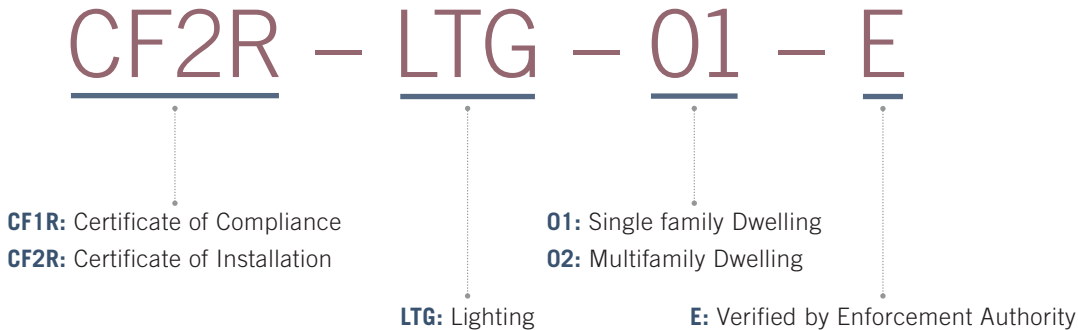 CF2R – LTG – 01 – E
CF1R: Certificate of Compliance
CF2R: Certificate of Installation
01: Single family Dwelling
02: Multifamily Dwelling
LTG: Lighting
E: Verified by Enforcement Authority